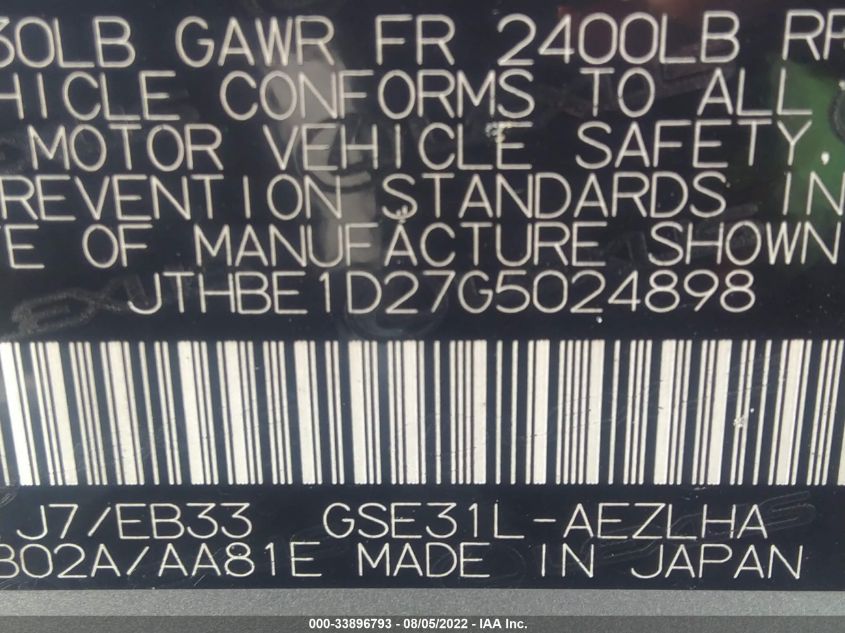 30LB GAWR FR 2400LB RR
HICLE CONFORMS TO ALL
MOTOR VEHICLE SAFETY,
REVENTION STANDARDS IN
E OF MANUFACTURE SHOWN
JTHBE1D27G5024898
J7/EB33 GSE31L-AEZLHA
B02A/AA81E MADE IN JAPAN
000-33896793 - 08/05/2022 - IAA Inc.